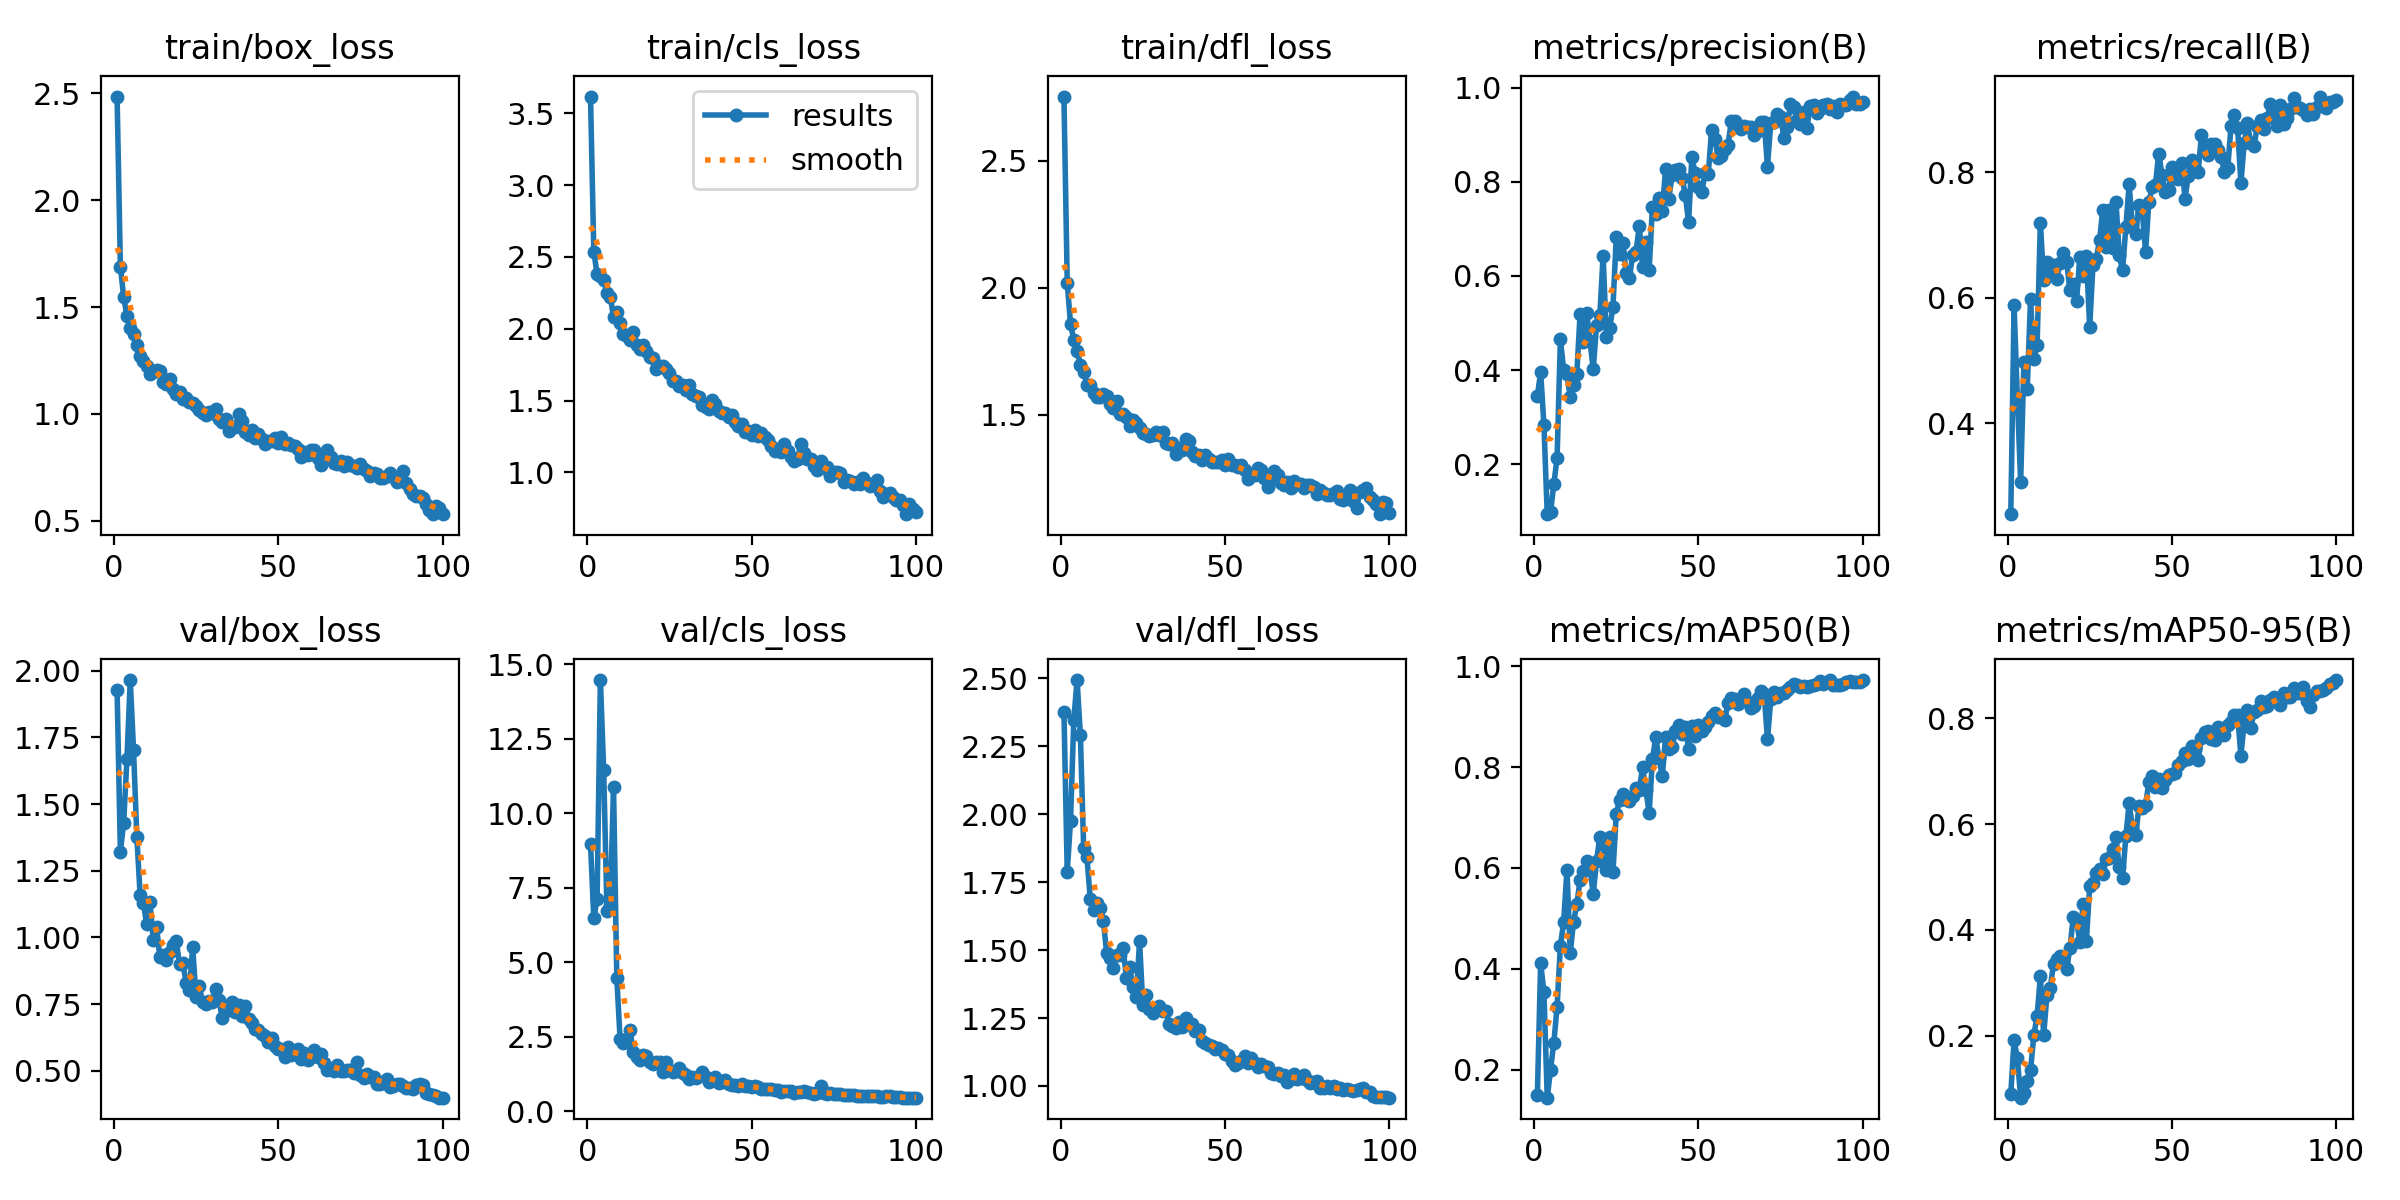 train/box_loss
2.5
2.0
1.5
1.0
0.5
0 50 100
train/cls_loss
results
smooth
3.5
3.0
2.5
2.0
1.5
1.0
0 50 100
train/dfl_loss
2.5
2.0
1.5
0 50 100
metrics/precision(B)
1.0
0.8
0.6
0.4
0.2
0 50 100
metrics/recall(B)
0.8
0.6
0.4
0 50 100
val/box_loss
2.00
1.75
1.50
1.25
1.00
0.75
0.50
0 50 100
val/cls_loss
15.0
12.5
10.0
7.5
5.0
2.5
0.0
0 50 100
val/dfl_loss
2.50
2.25
2.00
1.75
1.50
1.25
1.00
0 50 100
metrics/mAP50(B)
1.0
0.8
0.6
0.4
0.2
0 50 100
metrics/mAP50-95(B)
0.8
0.6
0.4
0.2
0 50 100